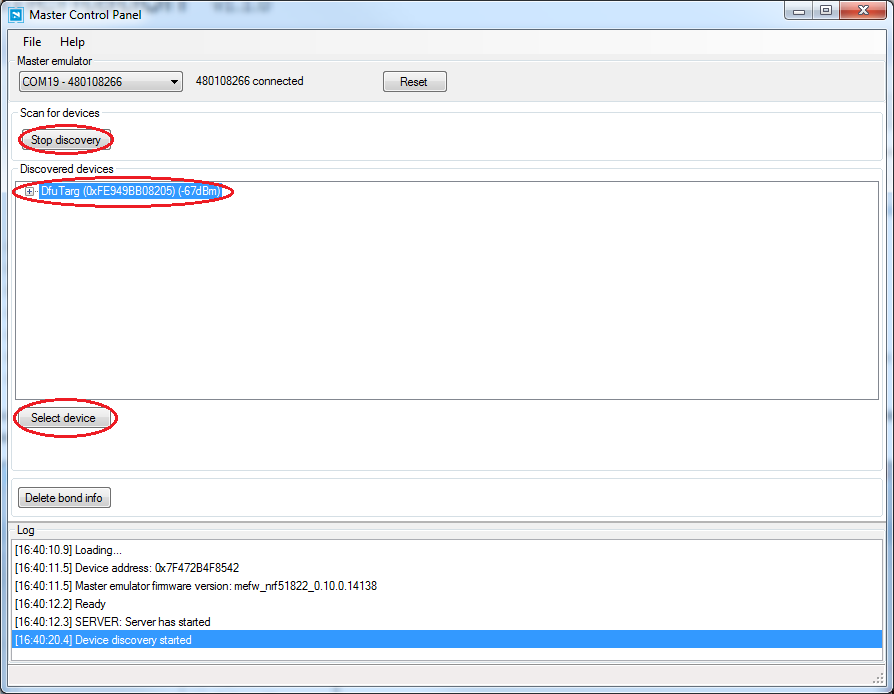 Master Control Panel
File Help
Master emulator
COM19 - 480108266 480108266 connected Reset
Scan for devices
Stop discovery
Discovered devices
DfuTarg (0xFE949BB08205) (-67dBm)
Select device
Delete bond info
Log
[16:40:10.9] Loading...
[16:40:11.5] Device address: 0x7F472B4F8542
[16:40:11.5] Master emulator firmware version: mefw_nrf51822_0.10.0.14138
[16:40:12.2] Ready
[16:40:12.3] SERVER: Server has started
[16:40:20.4] Device discovery started